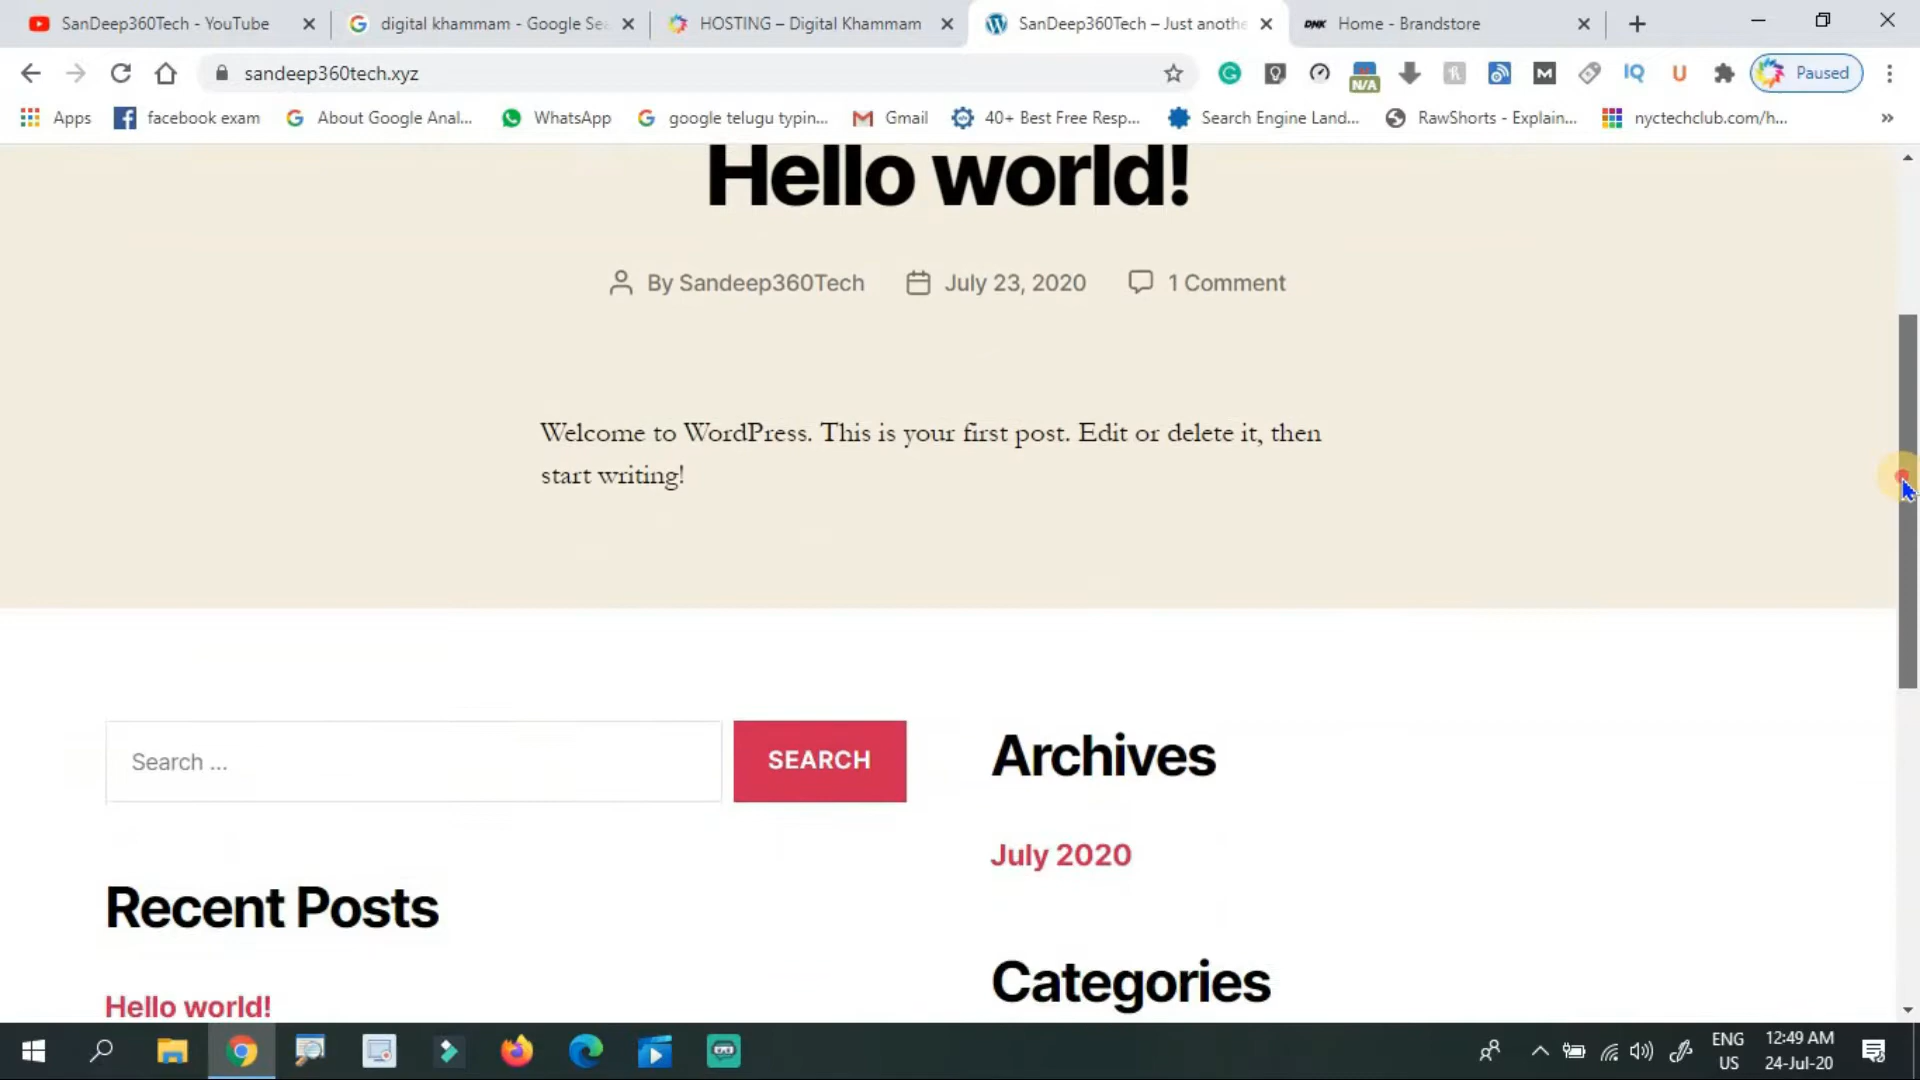 SanDeep360Tech - YouTube
digital khammam - Google Se
HOSTING – Digital Khammam
SanDeep360Tech – Just anothe
DNK Home - Brandstore
sandeep360tech.xyz
N/A
M
IQ
U
Paused
Apps
facebook exam
About Google Anal...
WhatsApp
google telugu typin...
Gmail
40+ Best Free Resp...
Search Engine Land...
RawShorts - Explain...
nyctechclub.com/h...
»
Hello world!
By Sandeep360Tech
July 23, 2020
1 Comment
Welcome to WordPress. This is your first post. Edit or delete it, then
start writing!
Search ...
SEARCH
Archives
July 2020
Recent Posts
Categories
Hello world!
ENG
US
12:49 AM
24-Jul-20